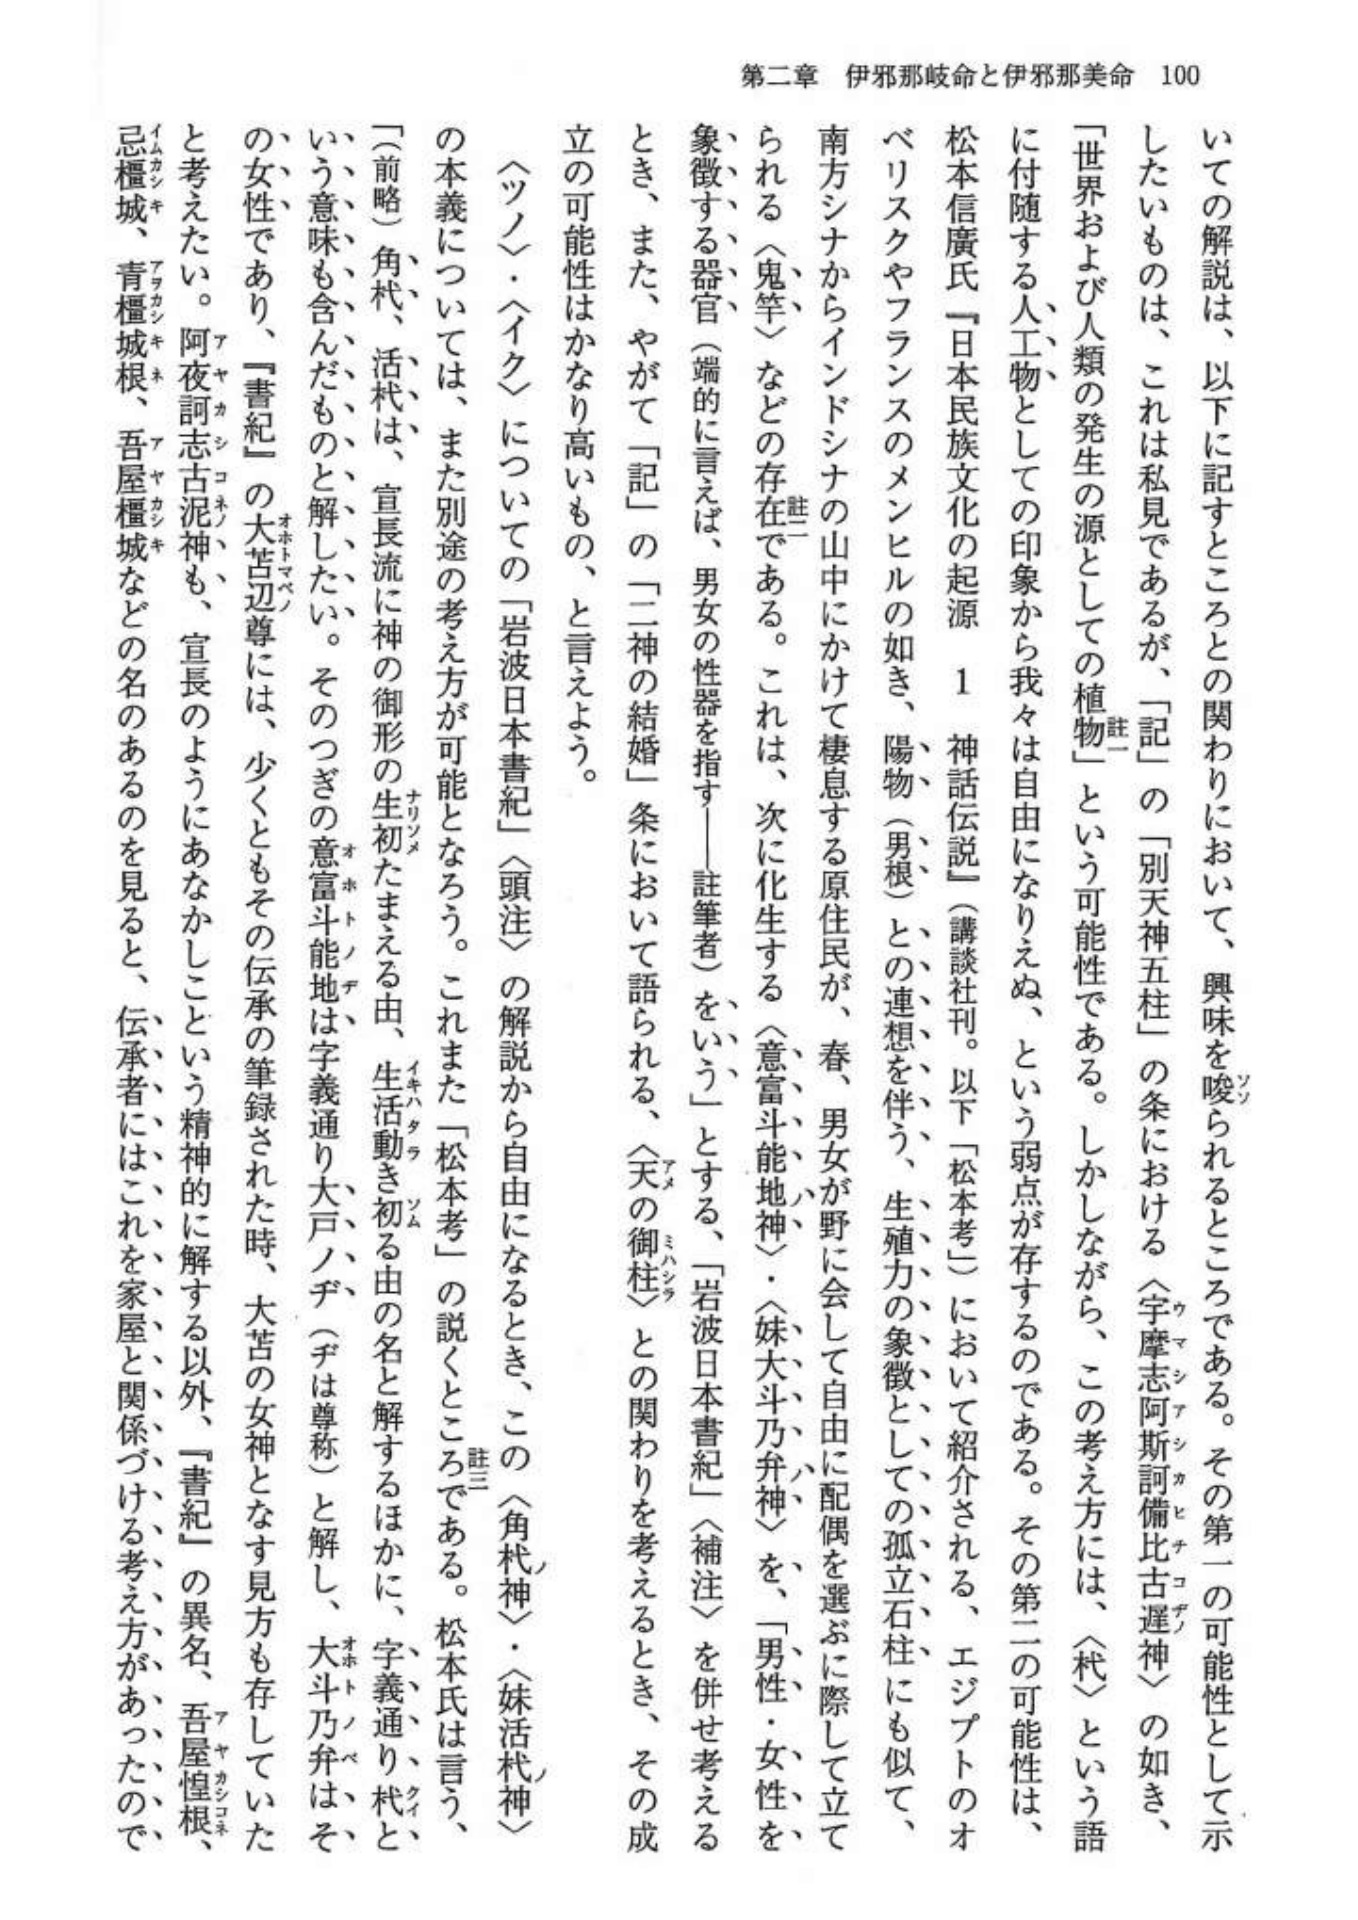 第二章　伊邪那岐命と伊邪那美命　100
いての解説は、以下に記すところとの関わりにおいて、興味を唆られるところである。その第一の可能性として示
したいものは、これは私見であるが、「記」の「別天神五柱」の条における〈宇摩志阿斯訶備比古遅神〉の如き、
「世界および人類の発生の源としての植物」という可能性である。しかしながら、この考え方には、〈杙〉という語
に付随する人工物としての印象から我々は自由になりえぬ、という弱点が存するのである。その第二の可能性は、
松本信廣氏『日本民族文化の起源　1　神話伝説』（講談社刊。以下「松本考」）において紹介される、エジプトのオ
ベリスクやフランスのメンヒルの如き、陽物（男根）との連想を伴う、生殖力の象徴としての孤立石柱にも似て、
南方シナからインドシナの山中にかけて棲息する原住民が、春、男女が野に会して自由に配偶を選ぶに際して立て
られる〈鬼竿〉などの存在である。これは、次に化生する〈意富斗能地神〉・〈妹大斗乃弁神〉を、「男性・女性を
象徴する器官（端的に言えば、男女の性器を指す――註筆者）をいう」とする、「岩波日本書紀」〈補注〉を併せ考える
とき、また、やがて「記」の「二神の結婚」条において語られる、〈天の御柱〉との関わりを考えるとき、その成
立の可能性はかなり高いもの、と言えよう。
〈ツノ〉・〈イク〉についての「岩波日本書紀」〈頭注〉の解説から自由になるとき、この〈角杙神〉・〈妹活杙神〉
の本義については、また別途の考え方が可能となろう。これまた「松本考」の説くところである。松本氏は言う、
「（前略）角杙、活杙は、宣長流に神の御形の生初たまえる由、生活動き初る由の名と解するほかに、字義通り杙と
いう意味も含んだものと解したい。そのつぎの意富斗能地は字義通り大戸ノヂ（ヂは尊称）と解し、大斗乃弁はそ
の女性であり、『書紀』の大苫辺尊には、少くともその伝承の筆録された時、大苫の女神となす見方も存していた
と考えたい。阿夜訶志古泥神も、宣長のようにあなかしこという精神的に解する以外、『書紀』の異名、吾屋惶根、
忌橿城、青橿城根、吾屋橿城などの名のあるのを見ると、伝承者にはこれを家屋と関係づける考え方があったので